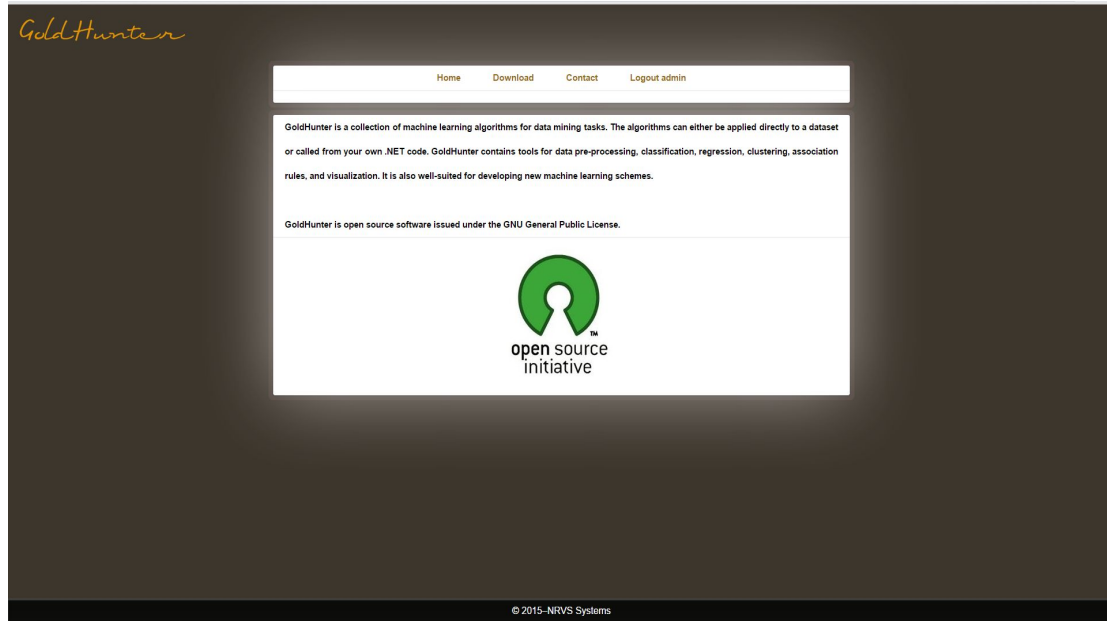 GoldHunter
Home Download Contact Logout admin
GoldHunter is a collection of machine learning algorithms for data mining tasks. The algorithms can either be applied directly to a dataset
or called from your own .NET code. GoldHunter contains tools for data pre-processing, classification, regression, clustering, association
rules, and visualization. It is also well-suited for developing new machine learning schemes.
GoldHunter is open source software issued under the GNU General Public License.
TM
open source
initiative
© 2015–NRVS Systems